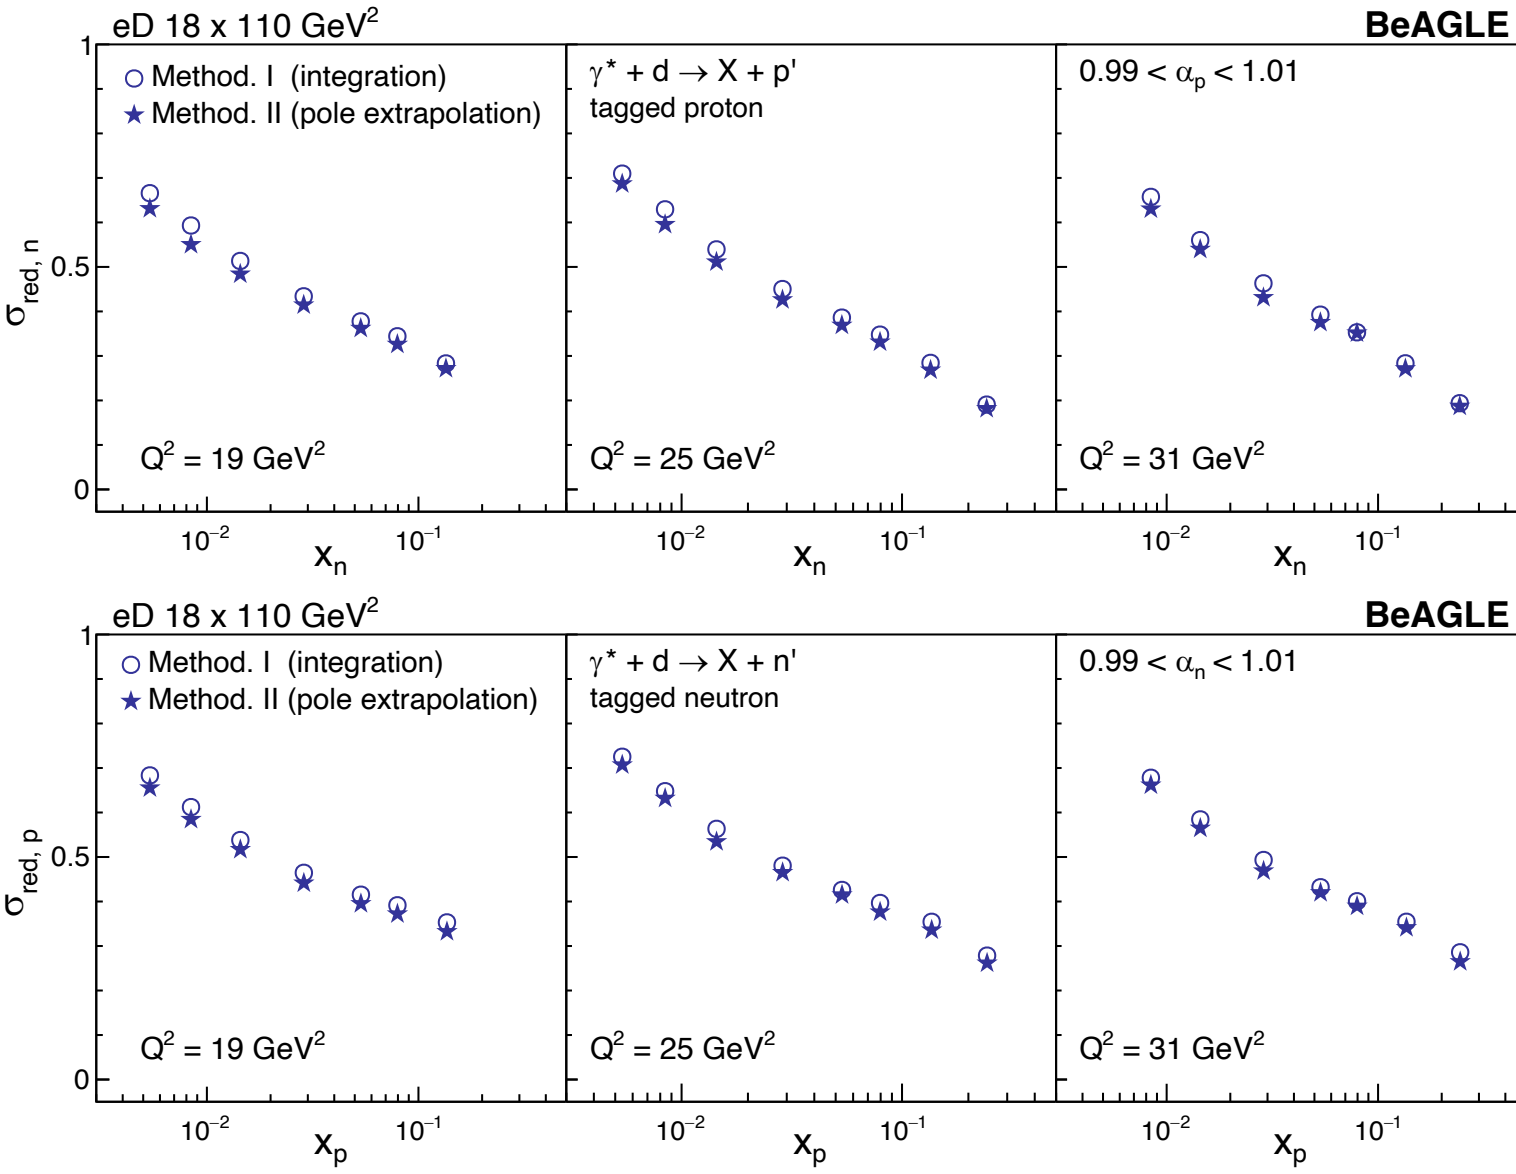 eD 18 x 110 GeV² BeAGLE
1
Method. I (integration)
Method. II (pole extrapolation)
γ* + d → X + p'
tagged proton
0.99 < αp < 1.01
0.5
σred, n
Q² = 19 GeV²
Q² = 25 GeV²
Q² = 31 GeV²
0
10⁻² 10⁻¹ 10⁻² 10⁻¹ 10⁻² 10⁻¹
xn xn xn
eD 18 x 110 GeV² BeAGLE
1
Method. I (integration)
Method. II (pole extrapolation)
γ* + d → X + n'
tagged neutron
0.99 < αn < 1.01
0.5
σred, p
Q² = 19 GeV²
Q² = 25 GeV²
Q² = 31 GeV²
0
10⁻² 10⁻¹ 10⁻² 10⁻¹ 10⁻² 10⁻¹
xp xp xp